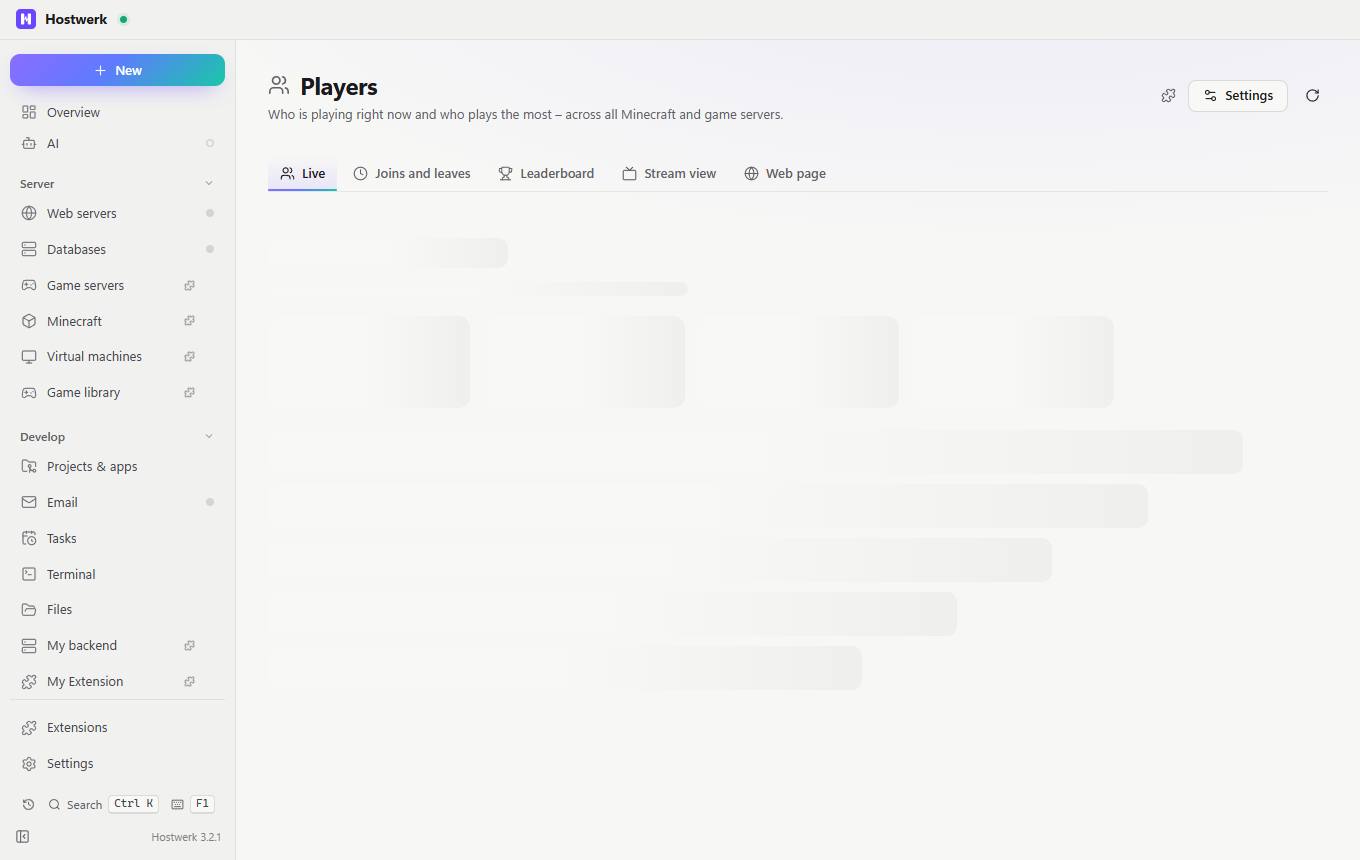 Hostwerk
New
Overview
AI
Server
Web servers
Databases
Game servers
Minecraft
Virtual machines
Game library
Develop
Projects & apps
Email
Tasks
Terminal
Files
My backend
My Extension
Extensions
Settings
Search Ctrl K F1
Hostwerk 3.2.1
Players
Who is playing right now and who plays the most – across all Minecraft and game servers.
Settings
Live Joins and leaves Leaderboard Stream view Web page